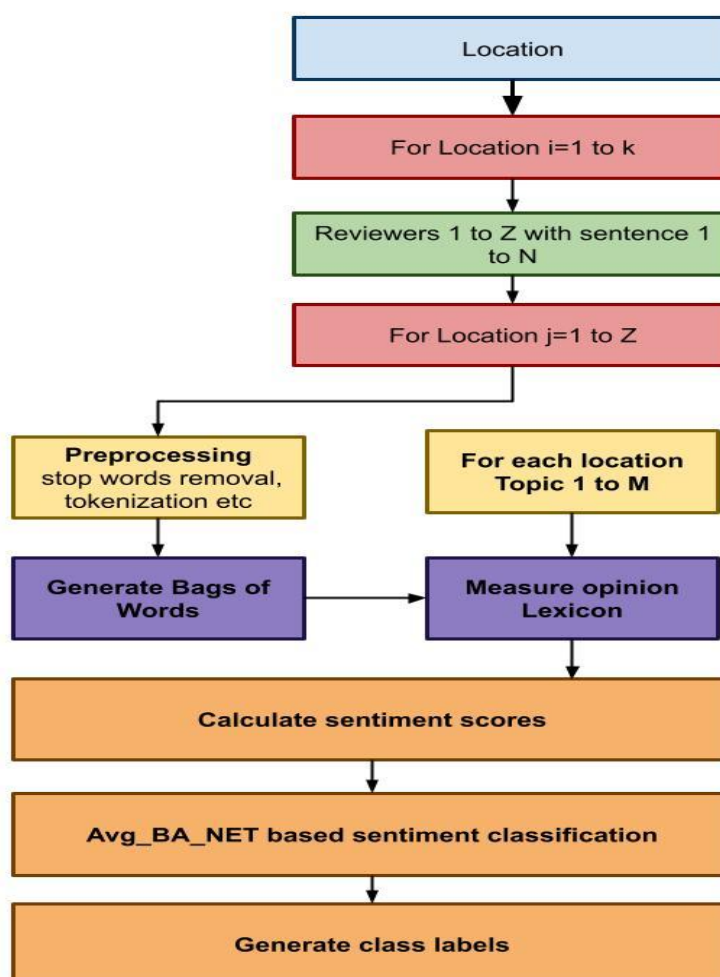 Location
For Location i=1 to k
Reviewers 1 to Z with sentence 1
to N
For Location j=1 to Z
Preprocessing
stop words removal,
tokenization etc
For each location
Topic 1 to M
Generate Bags of
Words
Measure opinion
Lexicon
Calculate sentiment scores
Avg_BA_NET based sentiment classification
Generate class labels